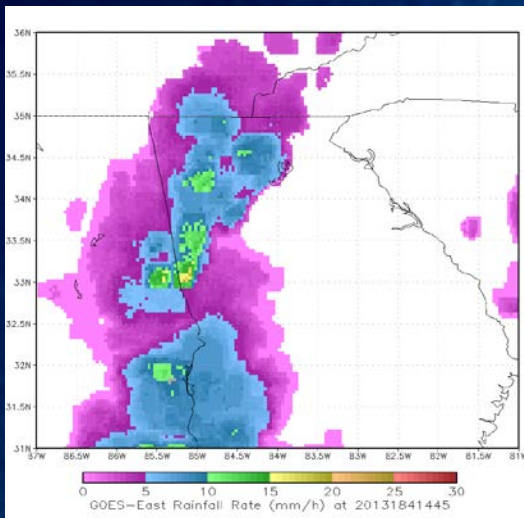 36N
35.5N
35N
34.5N
34N
33.5N
33N
32.5N
32N
31.5N
31N
87W 86.5W 86W 85.5W 85W 84.5W 84W 83.5W 83W 82.5W 82W 81.5W 81W
0 5 10 15 20 25 30
GOES-East Rainfall Rate (mm/h) at 20131841445